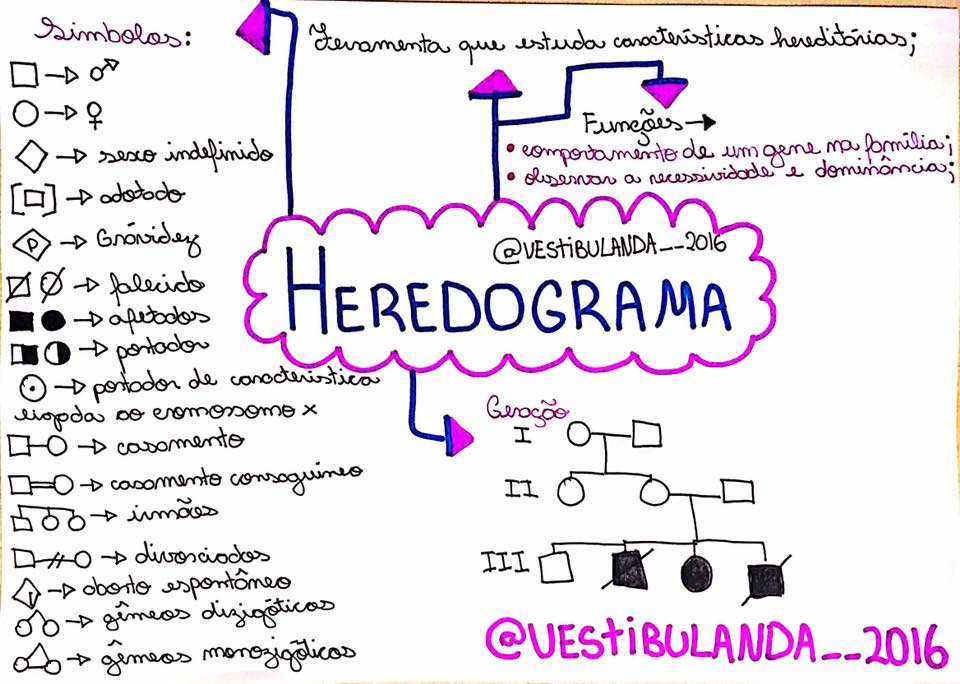 Símbolos:
→ ♂
→ ♀
→ sexo indefinido
→ adotado
P → Gravidez
→ falecido
→ afetados
→ portador
→ portador de característica
ligada ao cromossomo x
→ casamento
→ casamento consaguíneo
→ irmãos
→ divorciados
→ aborto espontâneo
→ gêmeos dizigóticos
→ gêmeos monozigóticos
Ferramenta que estuda características hereditárias;
Funções →
• comportamento de um gene na família;
• observar a recessividade e dominância;
@VESTIBULANDA__2016
HEREDOGRAMA
Geração
I
II
III
@VESTIBULANDA__2016